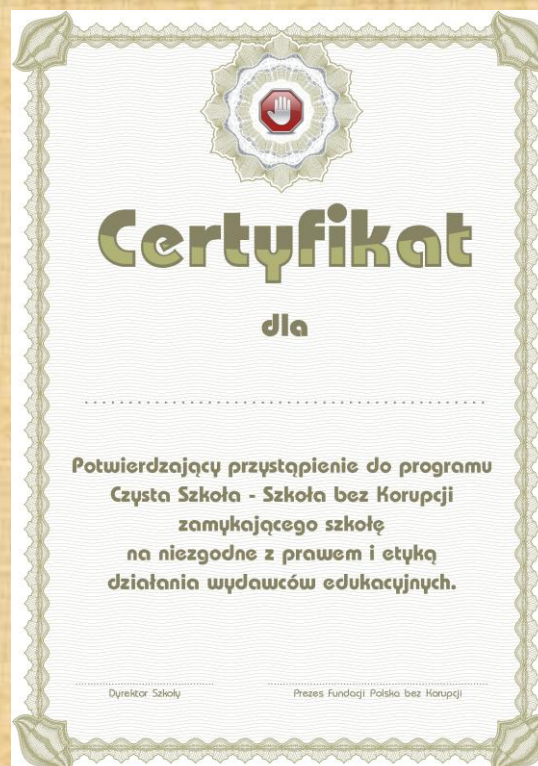 Certyfikat
dla
Potwierdzający przystąpienie do programu
Czysta Szkoła - Szkoła bez Korupcji
zamykającego szkołę
na niezgodne z prawem i etyką
działania wydawców edukacyjnych.
Dyrektor Szkoły Prezes Fundacji Polska bez Korupcji